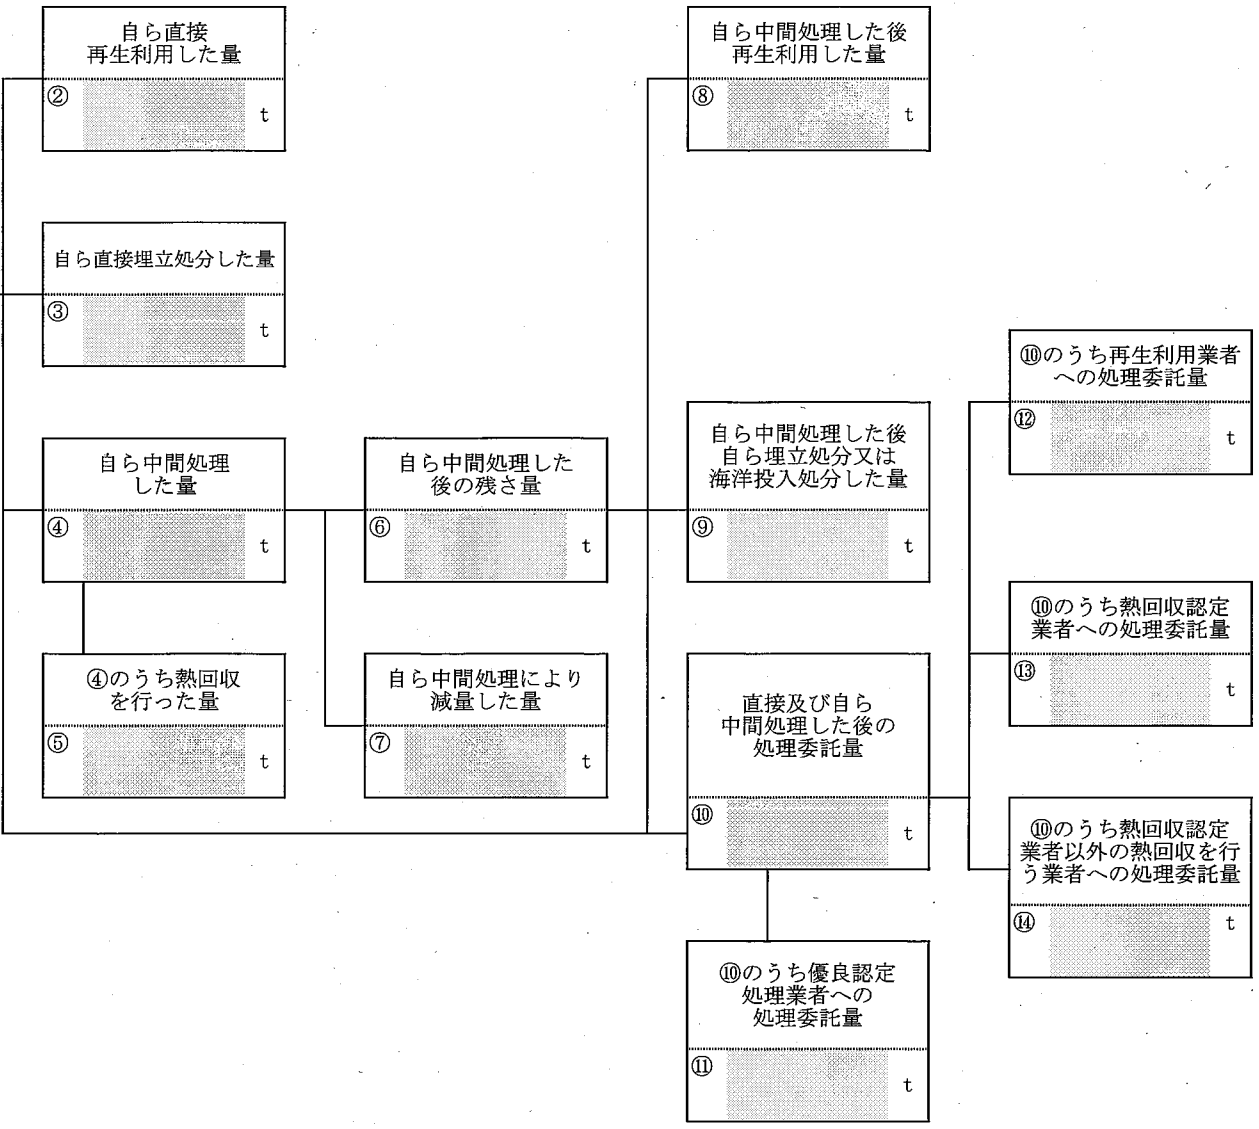 自ら直接
再生利用した量
②
t
自ら中間処理した後
再生利用した量
⑧
t
自ら直接埋立処分した量
③
t
⑩のうち再生利用業者
への処理委託量
⑫
t
自ら中間処理
した量
④
t
自ら中間処理した
後の残さ量
⑥
t
自ら中間処理した後
自ら埋立処分又は
海洋投入処分した量
⑨
t
⑩のうち熱回収認定
業者への処理委託量
⑬
t
④のうち熱回収
を行った量
⑤
t
自ら中間処理により
減量した量
⑦
t
直接及び自ら
中間処理した後の
処理委託量
⑩
t
⑩のうち熱回収認定
業者以外の熱回収を行
う業者への処理委託量
⑭
t
⑩のうち優良認定
処理業者への
処理委託量
⑪
t